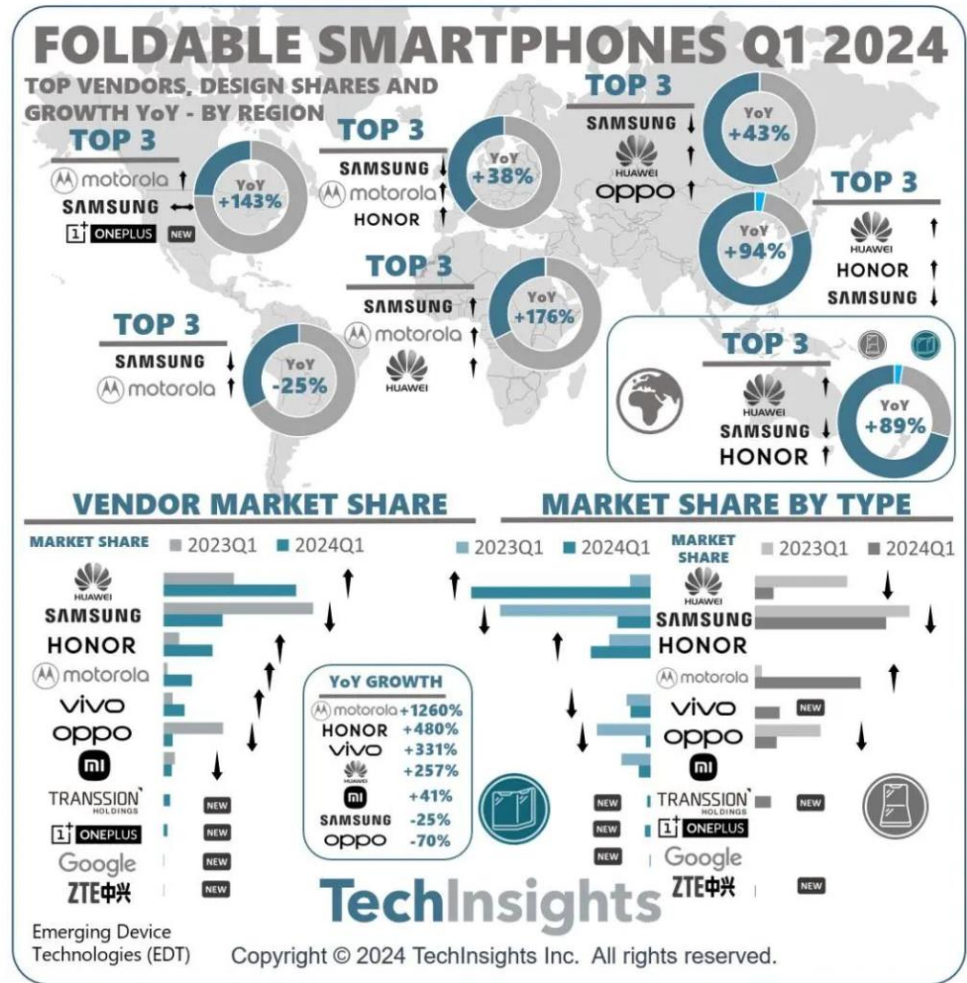 FOLDABLE SMARTPHONES Q1 2024
TOP VENDORS, DESIGN SHARES AND
GROWTH YoY - BY REGION
TOP 3
motorola
SAMSUNG
1+ ONEPLUS NEW
YoY
+143%
TOP 3
SAMSUNG
motorola
HONOR
YoY
+38%
TOP 3
SAMSUNG
HUAWEI
oppo
YoY
+43%
TOP 3
HUAWEI
HONOR
SAMSUNG
YoY
+94%
TOP 3
SAMSUNG
motorola
HUAWEI
YoY
+176%
TOP 3
SAMSUNG
motorola
YoY
-25%
TOP 3
HUAWEI
SAMSUNG
HONOR
YoY
+89%
VENDOR MARKET SHARE
MARKET SHARE 2023Q1 2024Q1
HUAWEI
SAMSUNG
HONOR
motorola
vivo
oppo
mi
TRANSSION HOLDINGS NEW
1+ ONEPLUS NEW
Google NEW
ZTE中兴 NEW
YoY GROWTH
motorola +1260%
HONOR +480%
vivo +331%
HUAWEI +257%
mi +41%
SAMSUNG -25%
oppo -70%
MARKET SHARE BY TYPE
2023Q1 2024Q1
MARKET
SHARE
2023Q1 2024Q1
HUAWEI
SAMSUNG
HONOR
motorola
vivo NEW
oppo
mi
NEW TRANSSION HOLDINGS NEW
NEW 1+ ONEPLUS
NEW Google
ZTE中兴 NEW
TechInsights
Emerging Device
Technologies (EDT)
Copyright © 2024 TechInsights Inc. All rights reserved.